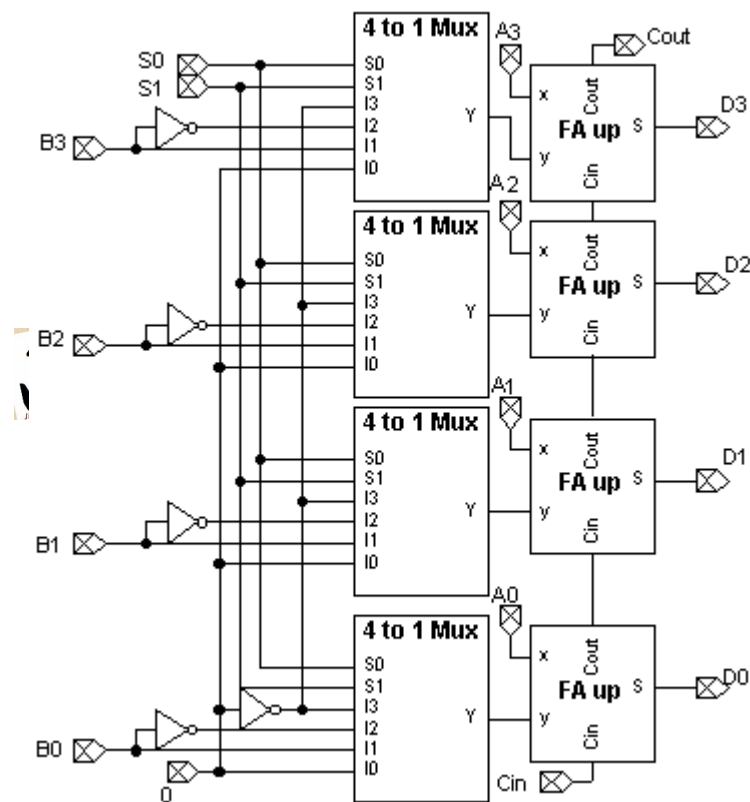 4 to 1 Mux
S0
S1
B3
S0
S1
I3
I2
I1
I0
Y
A3
x
y
Cout
FA up
Cin
S
Cout
D3
4 to 1 Mux
B2
S0
S1
I3
I2
I1
I0
Y
A2
x
y
Cout
FA up
Cin
S
D2
4 to 1 Mux
B1
S0
S1
I3
I2
I1
I0
Y
A1
x
y
Cout
FA up
Cin
S
D1
4 to 1 Mux
B0
0
S0
S1
I3
I2
I1
I0
Y
A0
x
y
Cout
FA up
Cin
S
D0
Cin